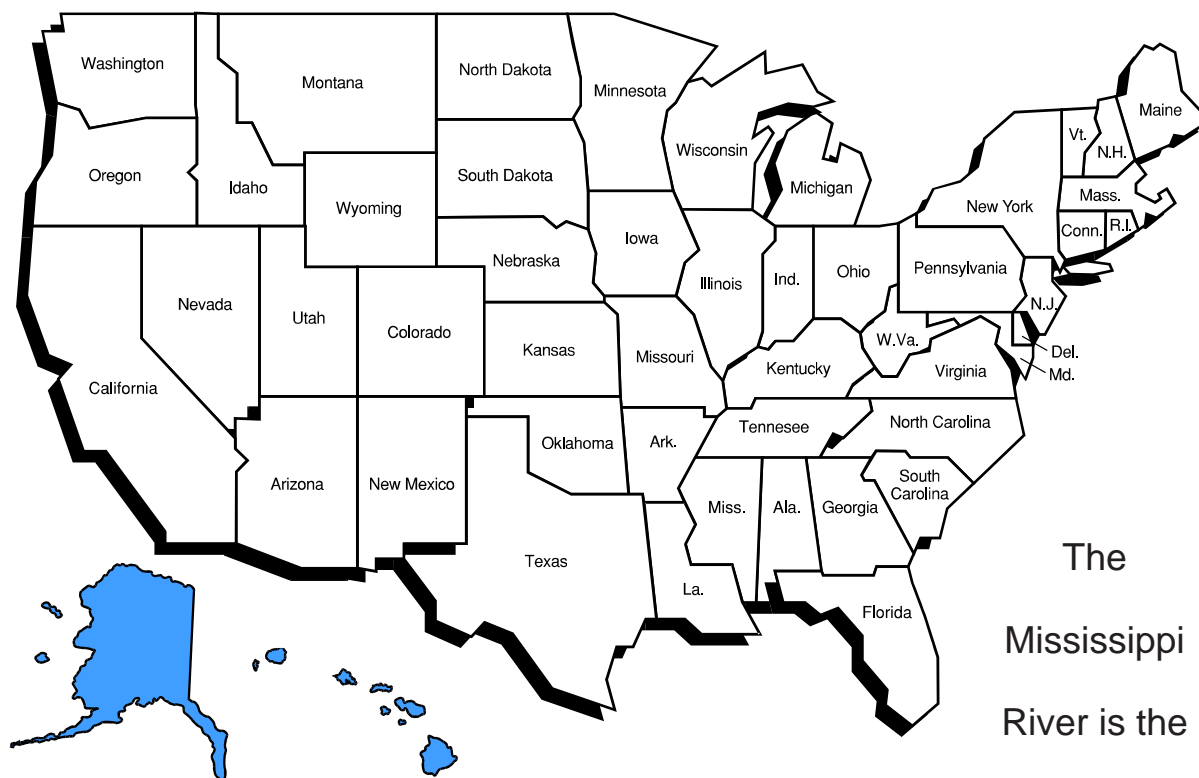 Washington
Montana
North Dakota
Minnesota
Maine
Vt.
N.H.
Oregon
Idaho
South Dakota
Wisconsin
Michigan
Mass.
Wyoming
New York
Conn.
R.I.
Nebraska
Iowa
Pennsylvania
Nevada
Utah
Colorado
Illinois
Ind.
Ohio
N.J.
Kansas
Missouri
W.Va.
Del.
California
Kentucky
Virginia
Md.
Arizona
New Mexico
Oklahoma
Ark.
Tennesee
North Carolina
South
Carolina
Texas
Miss.
Ala.
Georgia
La.
Florida
The
Mississippi
River is the